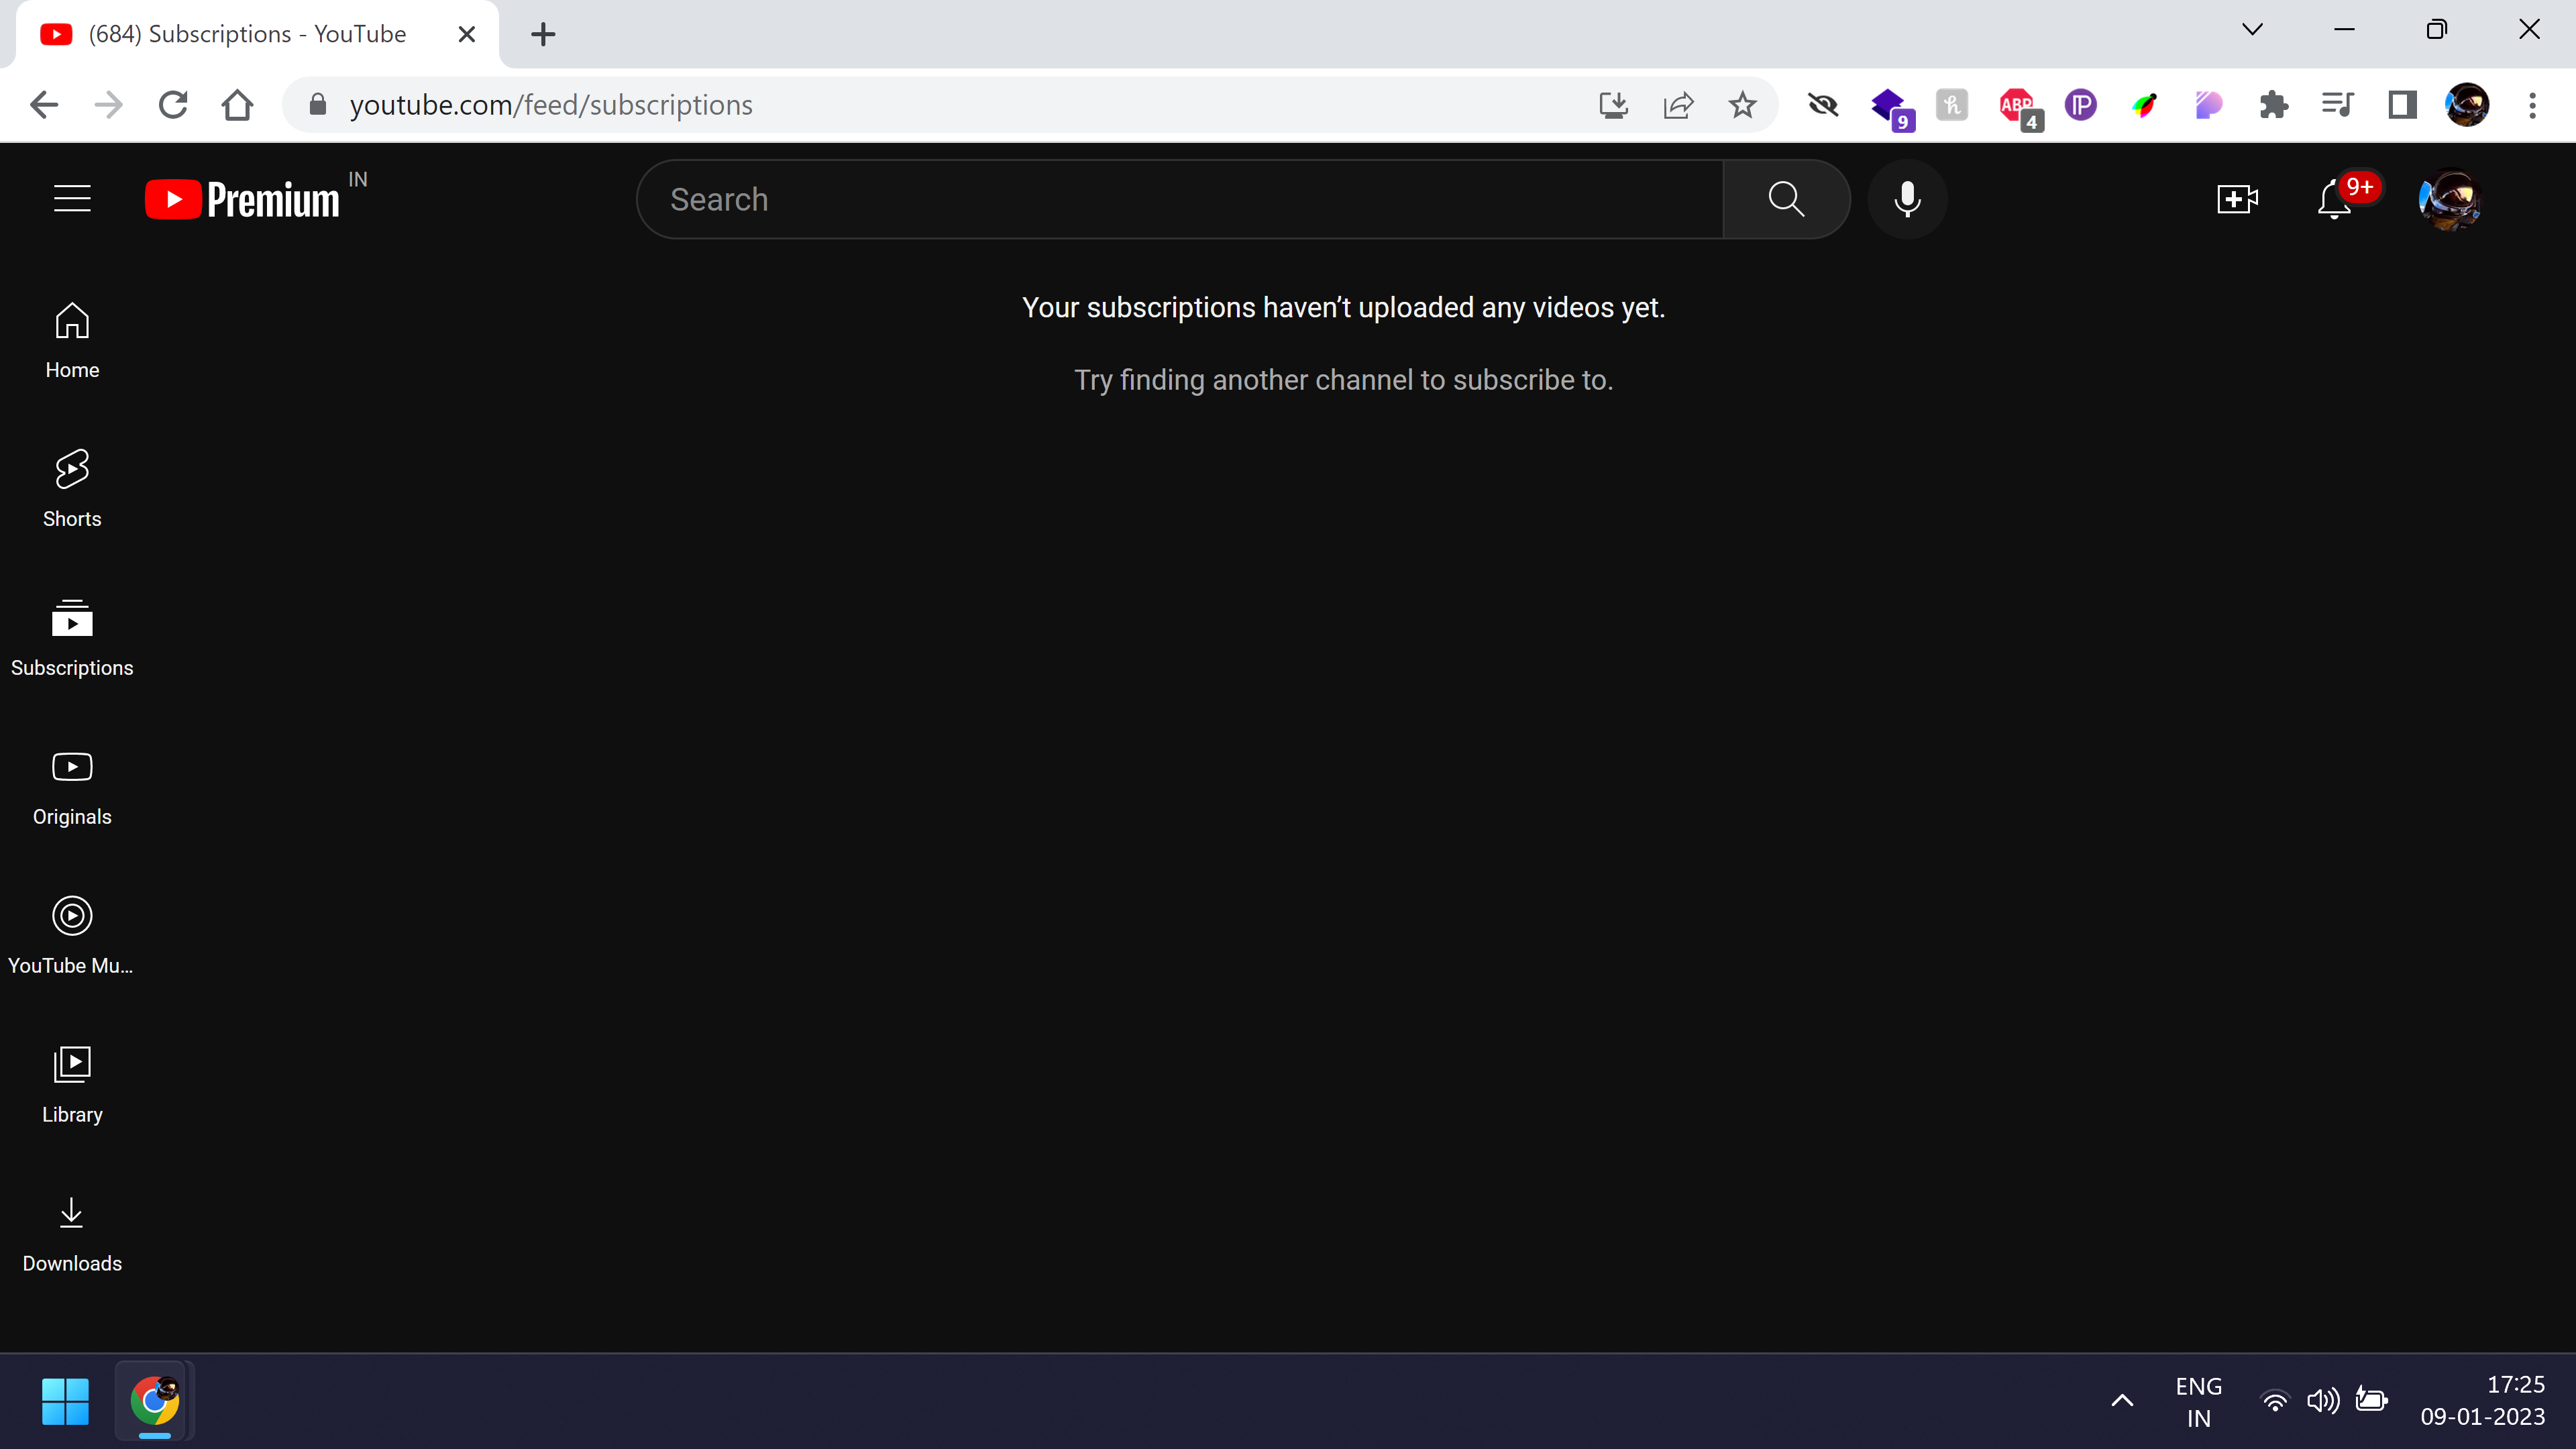 (684) Subscriptions - YouTube
youtube.com/feed/subscriptions
9
h
ABP
4
IP
Premium IN
Search
9+
Your subscriptions haven’t uploaded any videos yet.
Try finding another channel to subscribe to.
Home
Shorts
Subscriptions
Originals
YouTube Mu...
Library
Downloads
ENG
IN
17:25
09-01-2023